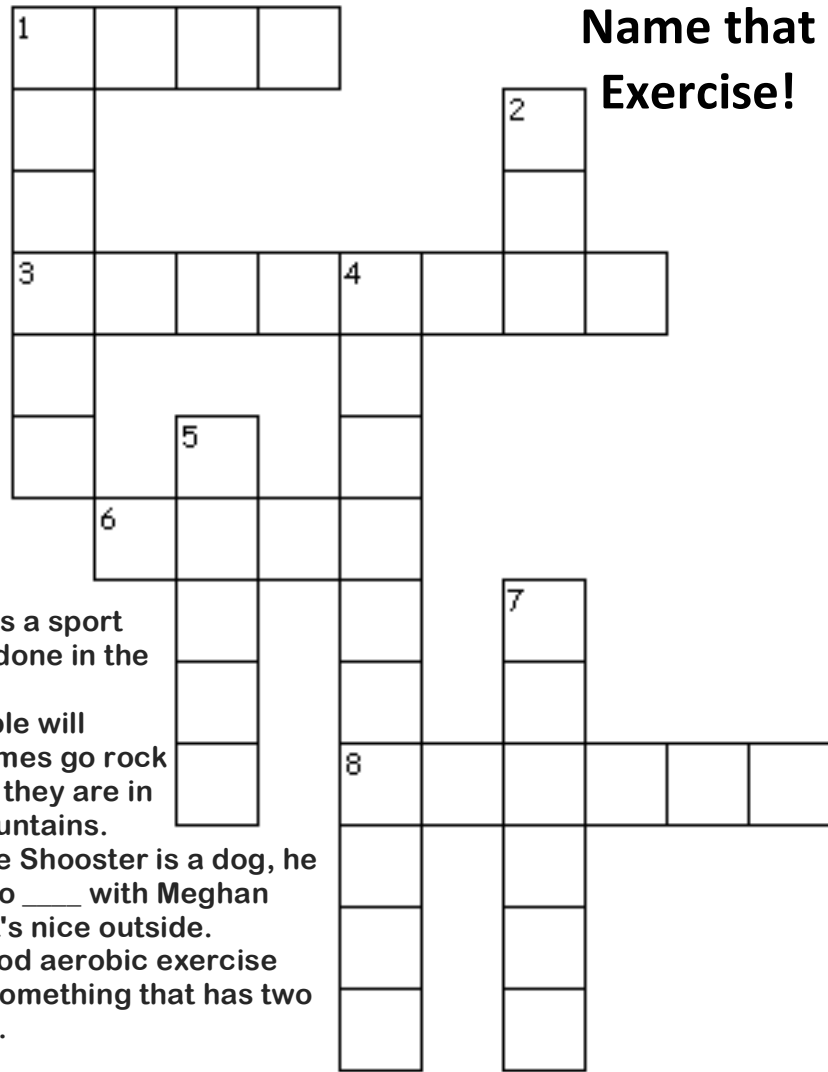 Name that
Exercise!
1
2
3
4
5
6
7
8
s a sport
done in the
ple will
mes go rock
they are in
untains.
e Shooster is a dog, he
o ____ with Meghan
's nice outside.
od aerobic exercise
something that has two
.